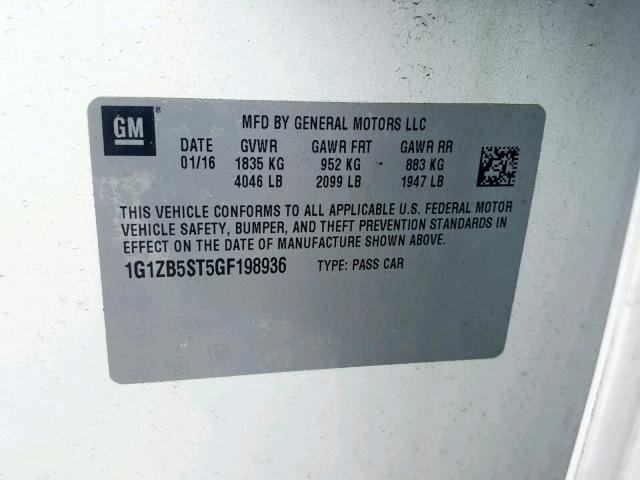 GM ®
MFD BY GENERAL MOTORS LLC
DATE GVWR GAWR FRT GAWR RR
01/16 1835 KG 952 KG 883 KG
4046 LB 2099 LB 1947 LB
THIS VEHICLE CONFORMS TO ALL APPLICABLE U.S. FEDERAL MOTOR
VEHICLE SAFETY, BUMPER, AND THEFT PREVENTION STANDARDS IN
EFFECT ON THE DATE OF MANUFACTURE SHOWN ABOVE.
1G1ZB5ST5GF198936 TYPE: PASS CAR